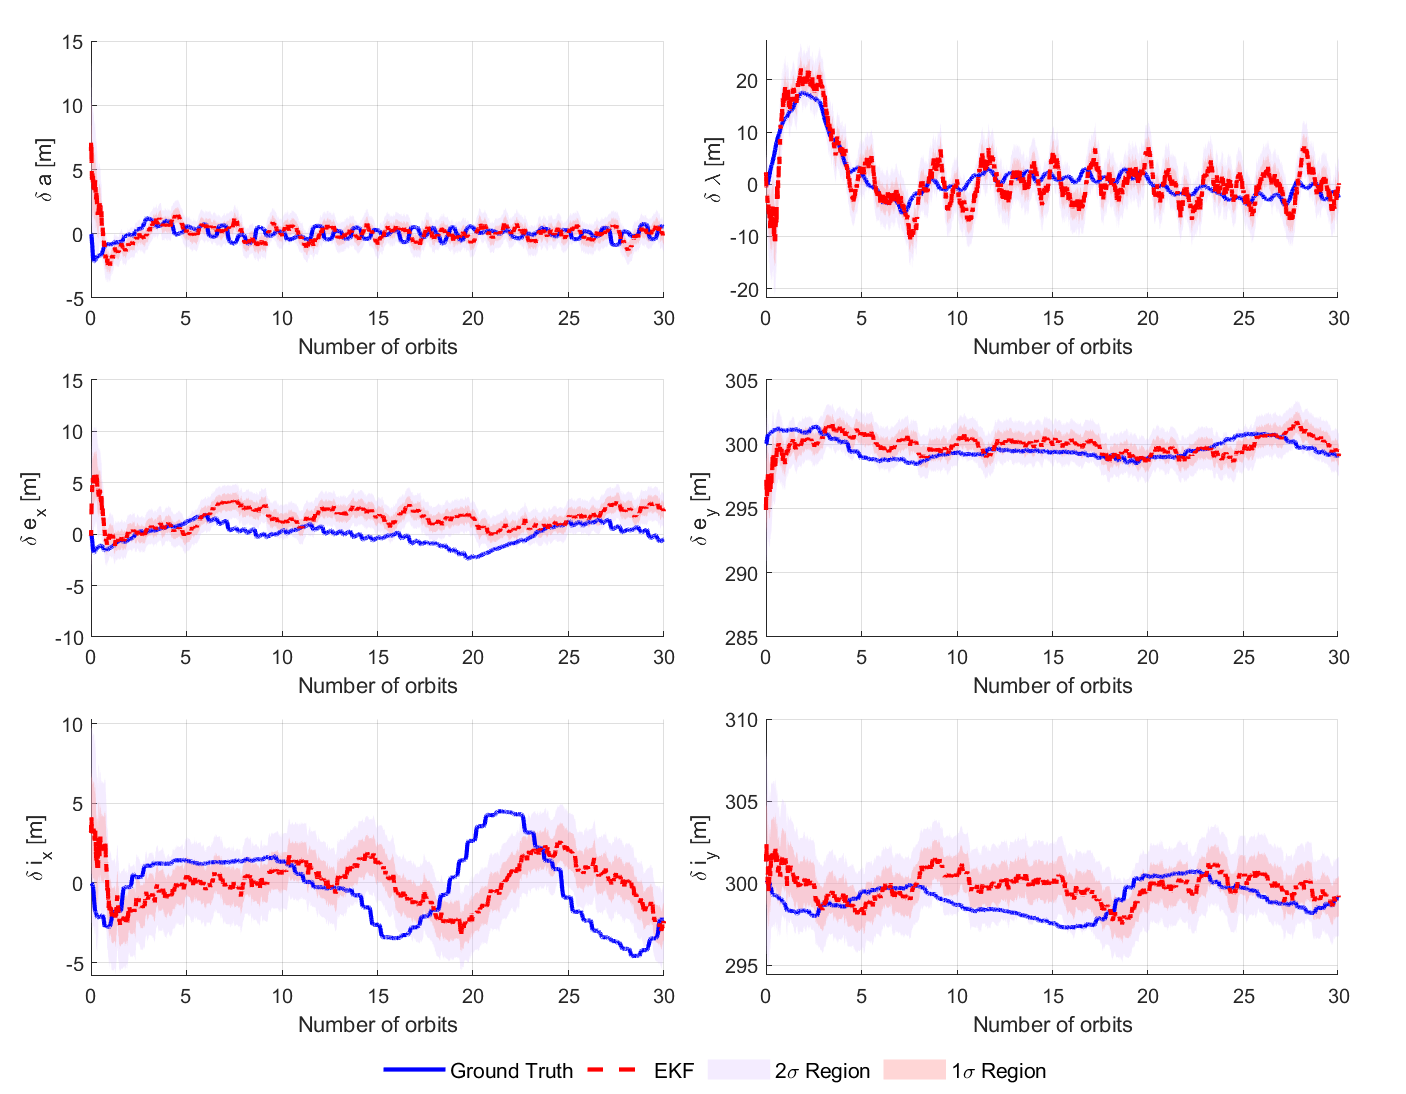 15
10
5
0
-5
δ a [m]
0 5 10 15 20 25 30
Number of orbits
20
10
0
-10
-20
δ λ [m]
0 5 10 15 20 25 30
Number of orbits
15
10
5
0
-5
-10
δ e_x [m]
0 5 10 15 20 25 30
Number of orbits
305
300
295
290
285
δ e_y [m]
0 5 10 15 20 25 30
Number of orbits
10
5
0
-5
δ i_x [m]
0 5 10 15 20 25 30
Number of orbits
310
305
300
295
δ i_y [m]
0 5 10 15 20 25 30
Number of orbits
Ground Truth EKF 2σ Region 1σ Region